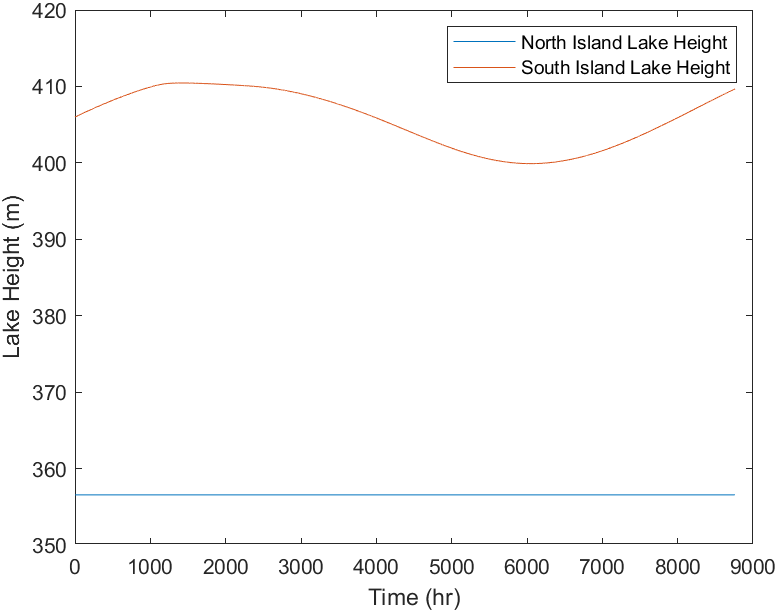 420
410
400
390
380
370
360
350
Lake Height (m)
North Island Lake Height
South Island Lake Height
0 1000 2000 3000 4000 5000 6000 7000 8000 9000
Time (hr)